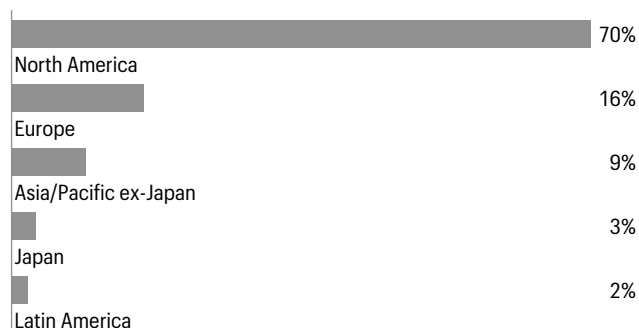 70%
North America
16%
Europe
9%
Asia/Pacific ex-Japan
3%
Japan
2%
Latin America